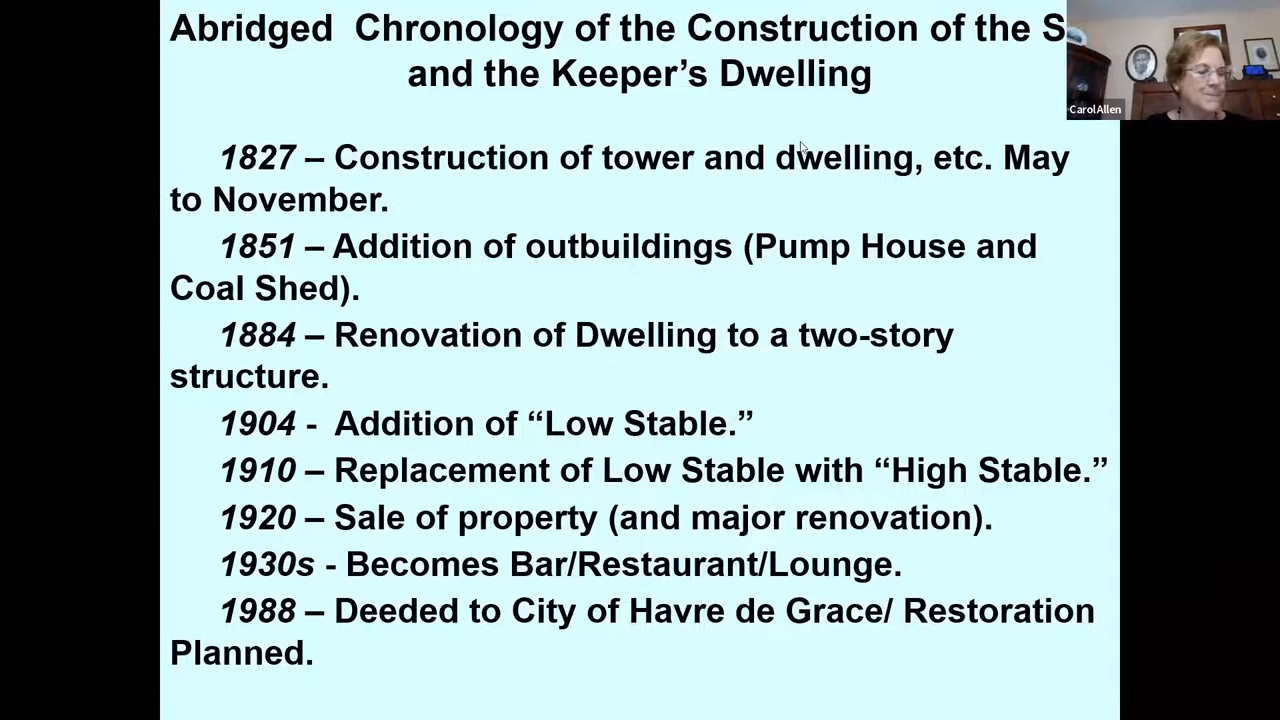 Abridged  Chronology of the Construction of the S
and the Keeper’s Dwelling
CarolAllen
1827 – Construction of tower and dwelling, etc. May
to November.
1851 – Addition of outbuildings (Pump House and
Coal Shed).
1884 – Renovation of Dwelling to a two-story
structure.
1904 -  Addition of “Low Stable.”
1910 – Replacement of Low Stable with “High Stable.”
1920 – Sale of property (and major renovation).
1930s - Becomes Bar/Restaurant/Lounge.
1988 – Deeded to City of Havre de Grace/ Restoration
Planned.